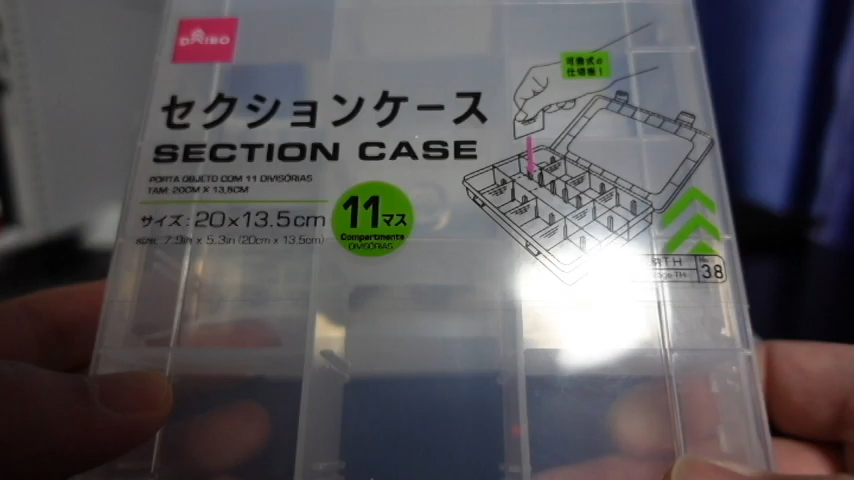 DAISO
可動式の
仕切板!
セクションケース
SECTION CASE
PORTA OBJETO COM 11 DIVISÓRIAS
TAM: 20CM X 13,5CM
サイズ:20×13.5cm
size: 7.9in x 5.3in (20cm x 13.5cm)
11マス
Compartments
DIVISÓRIAS
TH
No.
38